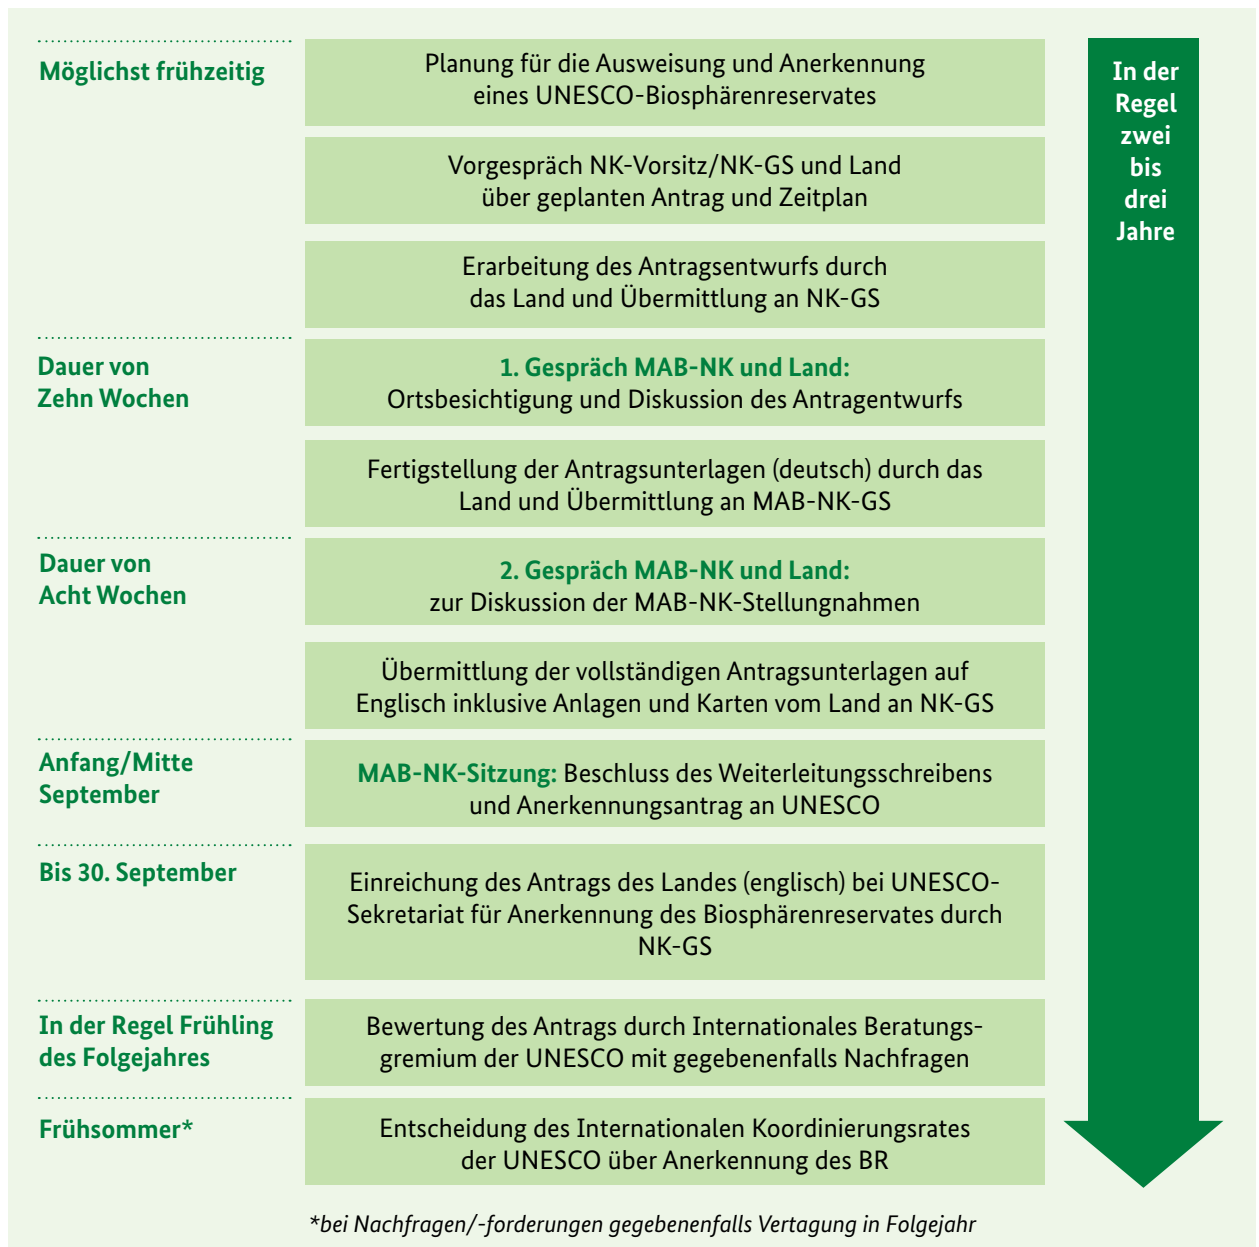 Möglichst frühzeitig
Planung für die Ausweisung und Anerkennung
eines UNESCO-Biosphärenreservates
Vorgespräch NK-Vorsitz/NK-GS und Land
über geplanten Antrag und Zeitplan
Erarbeitung des Antragsentwurfs durch
das Land und Übermittlung an NK-GS
Dauer von
Zehn Wochen
1. Gespräch MAB-NK und Land:
Ortsbesichtigung und Diskussion des Antragentwurfs
Fertigstellung der Antragsunterlagen (deutsch) durch das
Land und Übermittlung an MAB-NK-GS
Dauer von
Acht Wochen
2. Gespräch MAB-NK und Land:
zur Diskussion der MAB-NK-Stellungnahmen
Übermittlung der vollständigen Antragsunterlagen auf
Englisch inklusive Anlagen und Karten vom Land an NK-GS
Anfang/Mitte
September
MAB-NK-Sitzung: Beschluss des Weiterleitungsschreibens
und Anerkennungsantrag an UNESCO
Bis 30. September
Einreichung des Antrags des Landes (englisch) bei UNESCO-
Sekretariat für Anerkennung des Biosphärenreservates durch
NK-GS
In der Regel Frühling
des Folgejahres
Bewertung des Antrags durch Internationales Beratungs-
gremium der UNESCO mit gegebenenfalls Nachfragen
Frühsommer*
Entscheidung des Internationalen Koordinierungsrates
der UNESCO über Anerkennung des BR
In der
Regel
zwei
bis
drei
Jahre
*bei Nachfragen/-forderungen gegebenenfalls Vertagung in Folgejahr